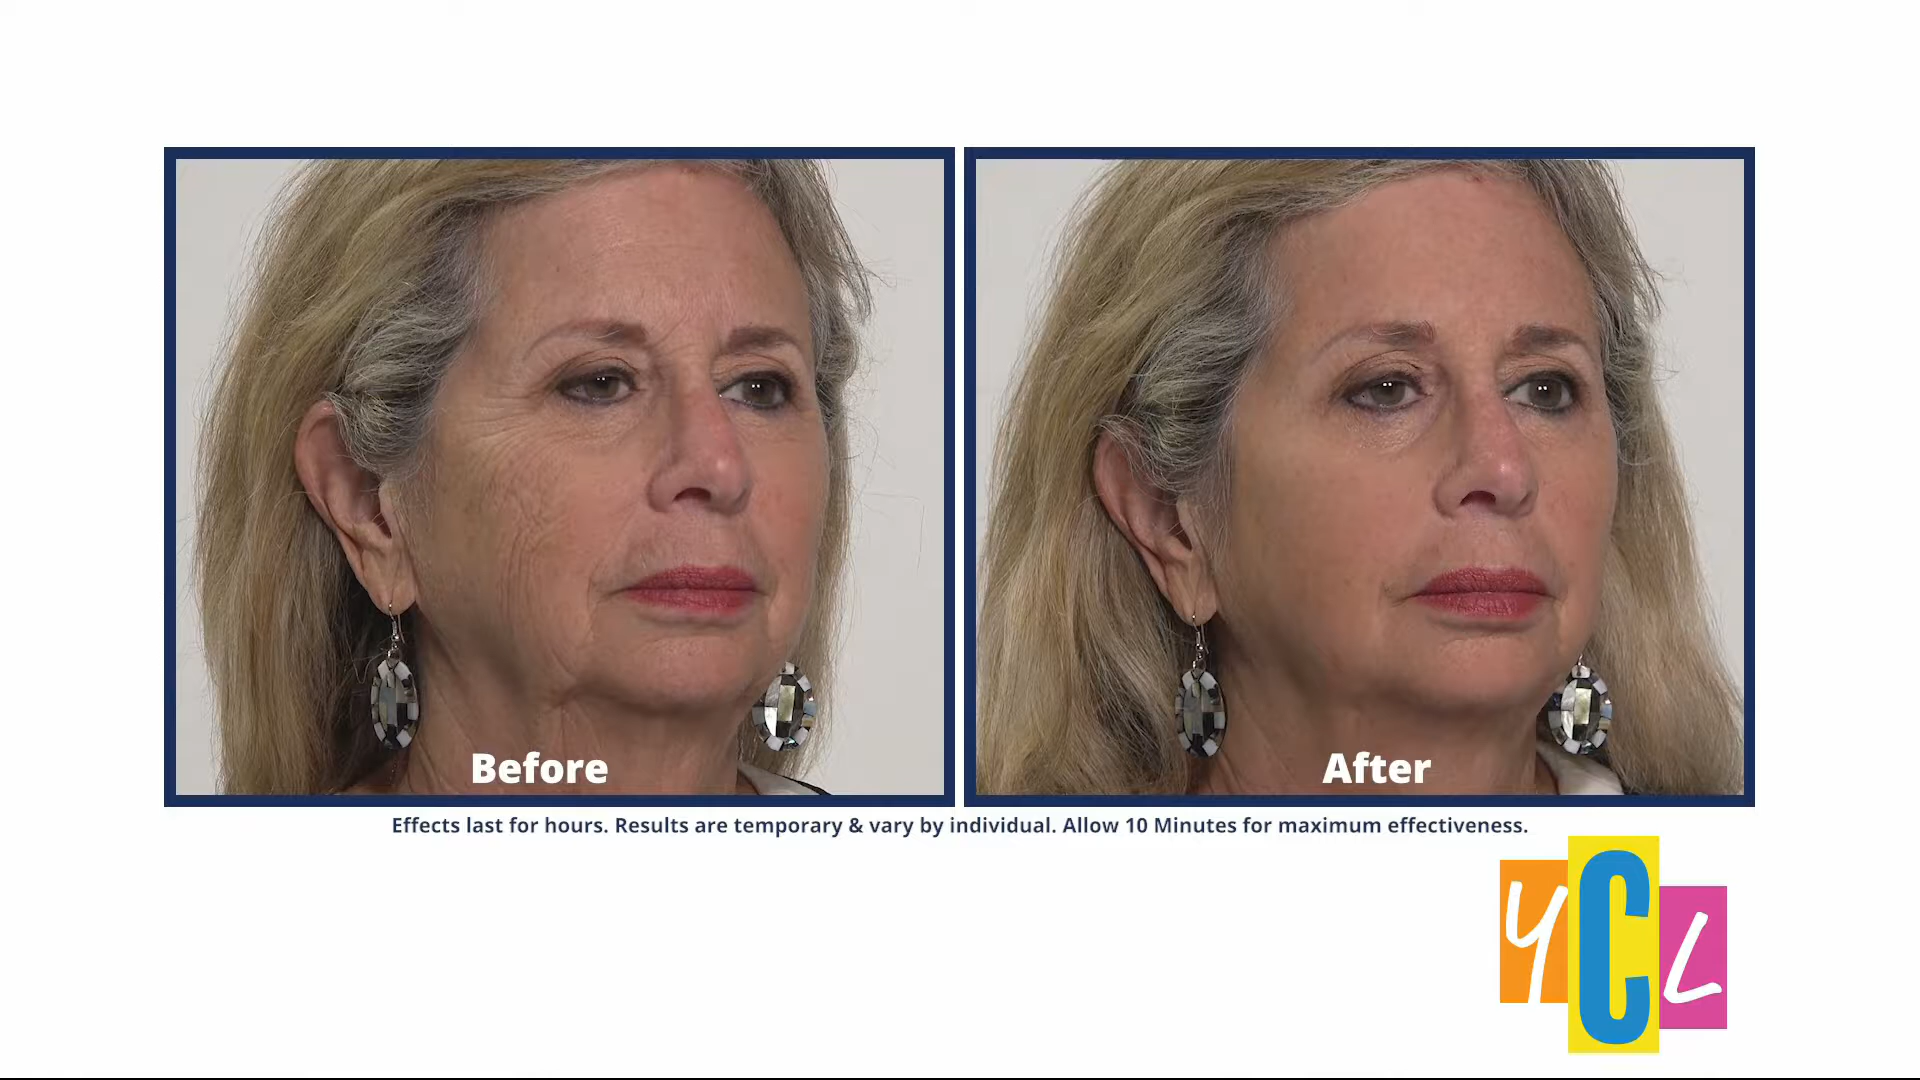 Before
After
Effects last for hours. Results are temporary & vary by individual. Allow 10 Minutes for maximum effectiveness.
YCL